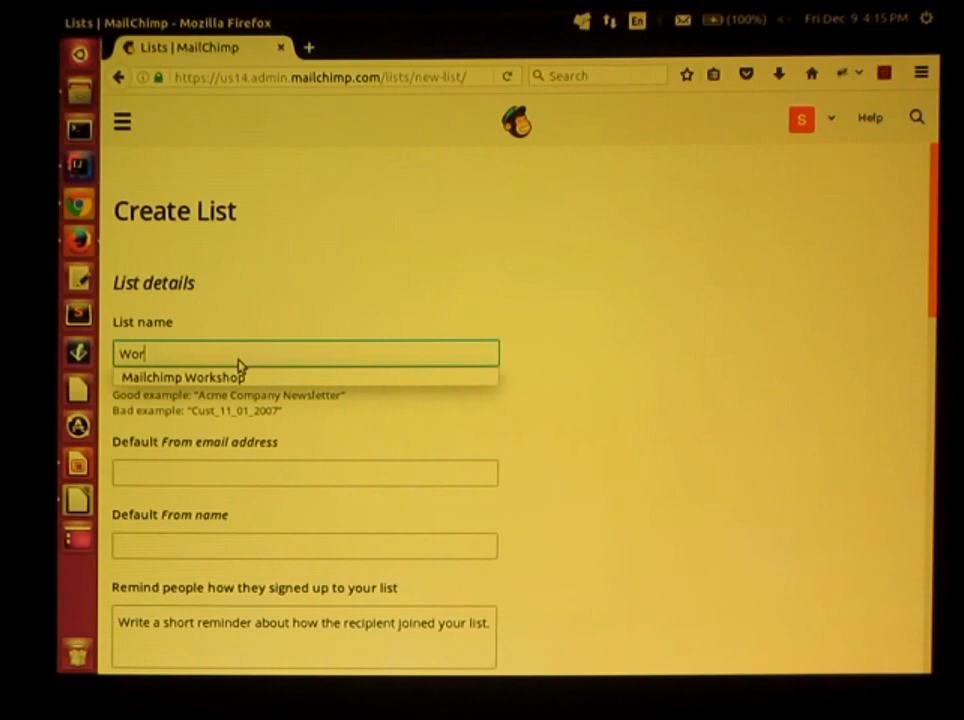 Lists | MailChimp - Mozilla Firefox
En
(100%)
Fri Dec 9 4:15 PM
Lists | MailChimp
https://us14.admin.mailchimp.com/lists/new-list/
Search
S
Help
Create List
List details
List name
Wor
Mailchimp Workshop
Good example: "Acme Company Newsletter"
Bad example: "Cust_11_01_2007"
Default From email address
Default From name
Remind people how they signed up to your list
Write a short reminder about how the recipient joined your list.